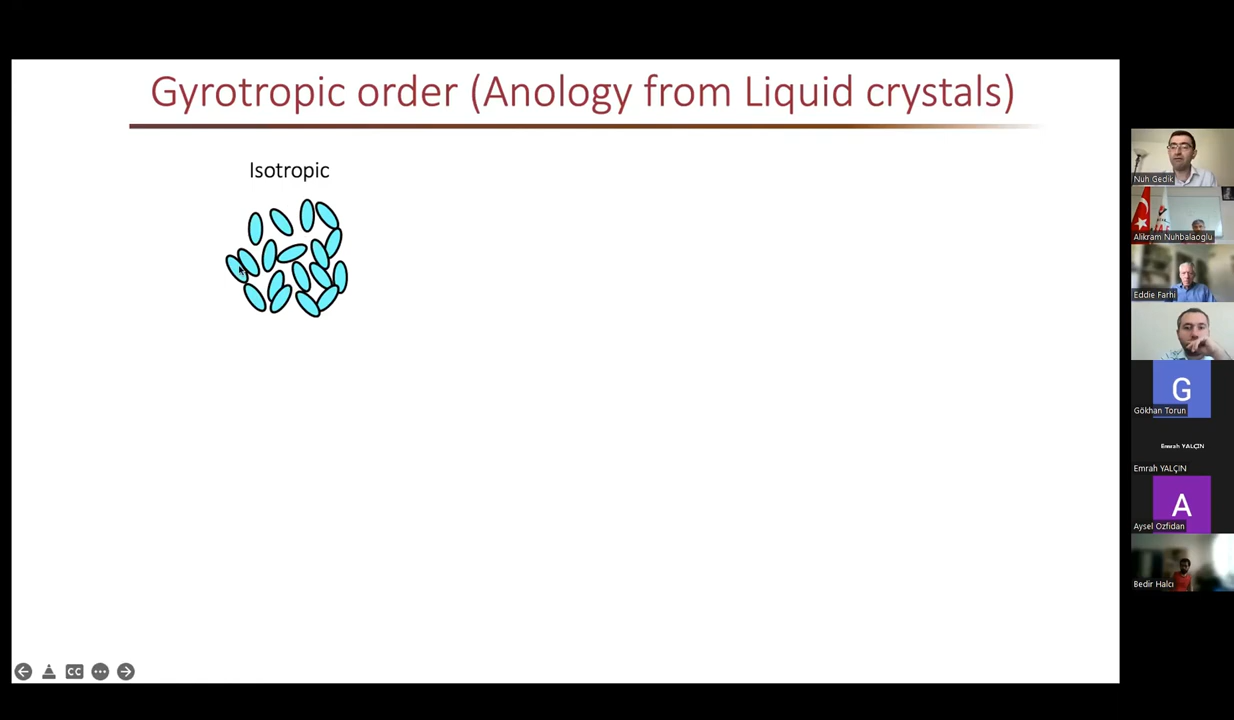 Gyrotropic order (Anology from Liquid crystals)
Isotropic
Nuh Gedik
Alikram Nuhbalaoglu
Eddie Farhi
G
Gökhan Torun
Emrah YALÇIN
Emrah YALÇIN
A
Aysel Ozfidan
Bedir Halcı
CC